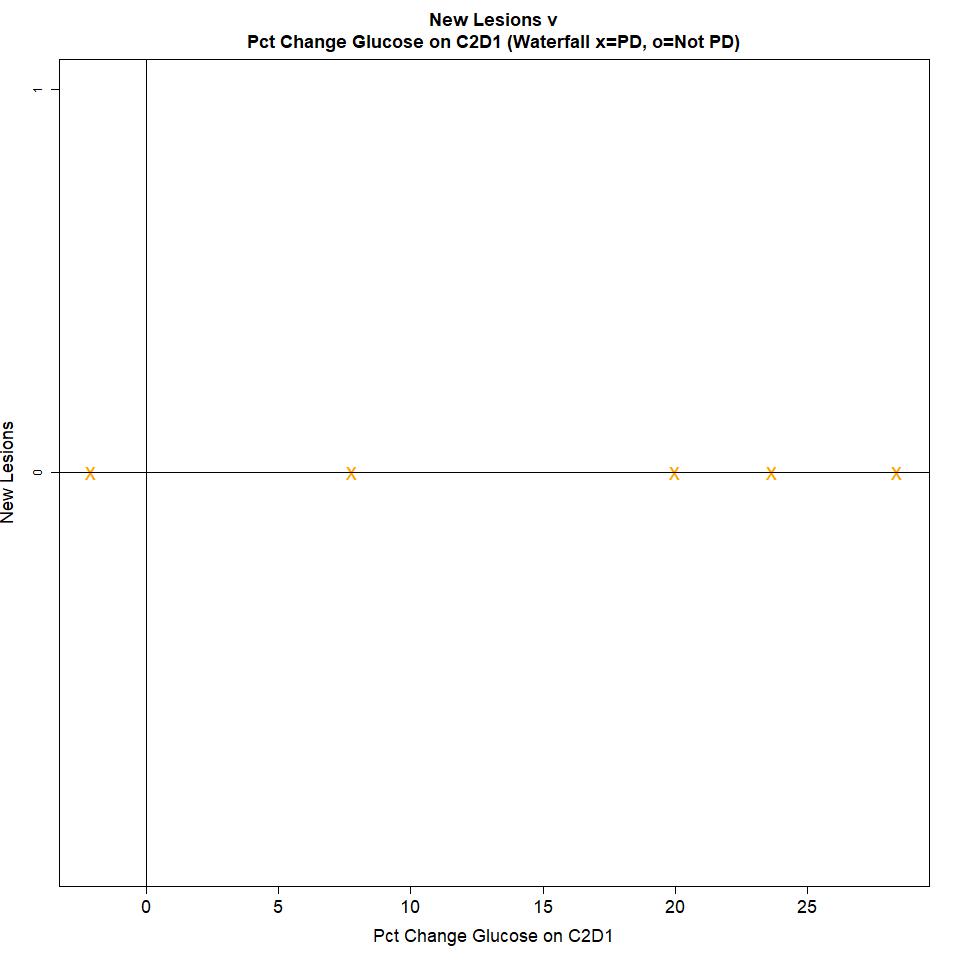 New Lesions v
Pct Change Glucose on C2D1 (Waterfall x=PD, o=Not PD)
1
New Lesions
0
X X X X X
0 5 10 15 20 25
Pct Change Glucose on C2D1